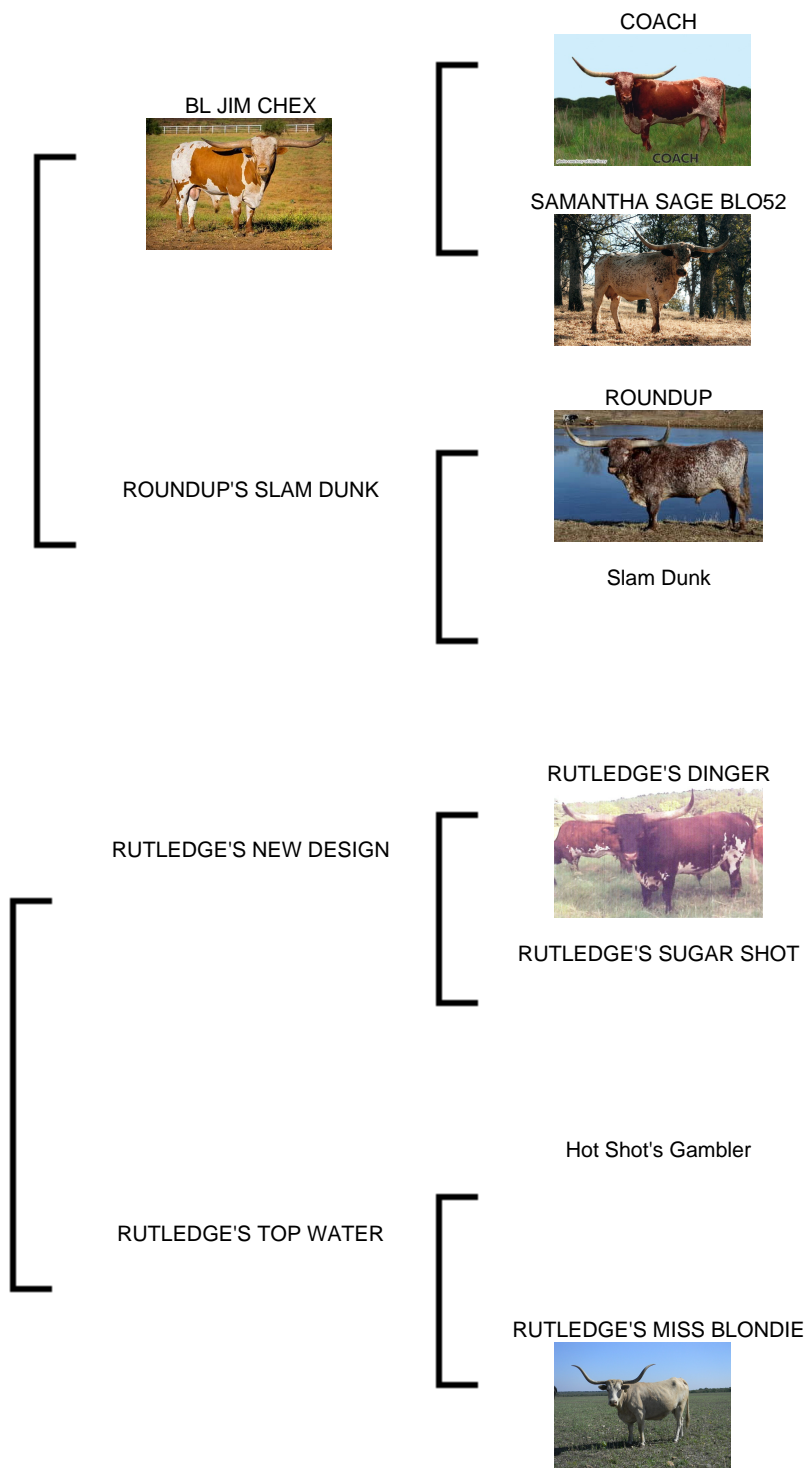 COACH
BL JIM CHEX
COACH
SAMANTHA SAGE BLO52
ROUNDUP
ROUNDUP'S SLAM DUNK
Slam Dunk
RUTLEDGE'S DINGER
RUTLEDGE'S NEW DESIGN
RUTLEDGE'S SUGAR SHOT
Hot Shot's Gambler
RUTLEDGE'S TOP WATER
RUTLEDGE'S MISS BLONDIE